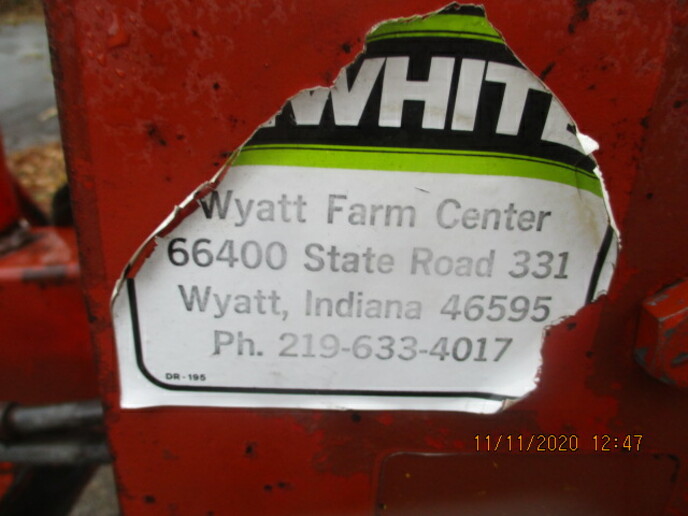 WHITE
Wyatt Farm Center
66400 State Road 331
Wyatt, Indiana 46595
Ph. 219-633-4017
DR-195
11/11/2020 12:47